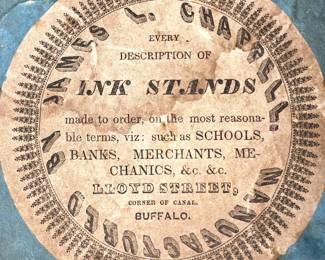 MANUFACTURED BY JAMES L. CHAPPELL.
EVERY
DESCRIPTION OF
INK STANDS
made to order, on the most reasona-
ble terms, viz: such as SCHOOLS,
BANKS, MERCHANTS, ME-
CHANICS, &c. &c.
LLOYD STREET,
CORNER OF CANAL.
BUFFALO.